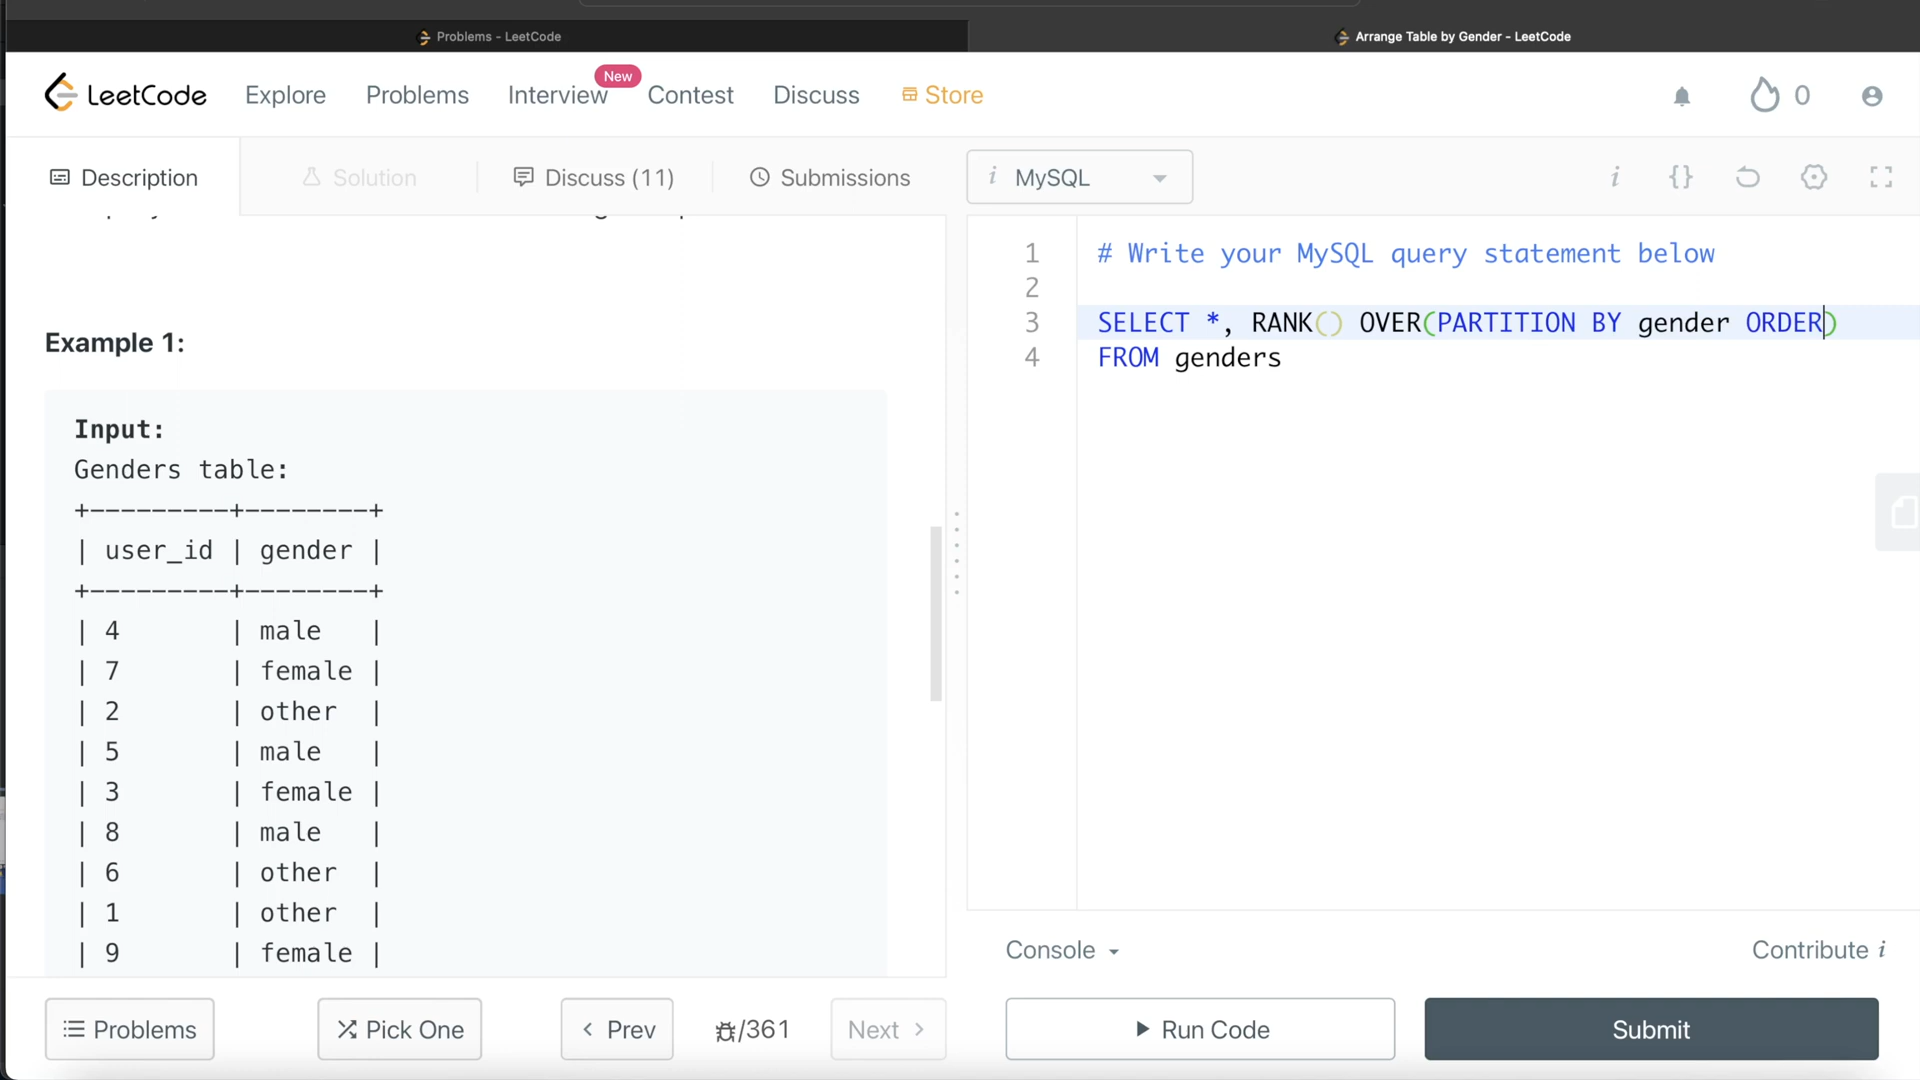 Problems - LeetCode
Arrange Table by Gender - LeetCode
LeetCode Explore Problems Interview New Contest Discuss Store 0
Description Solution Discuss (11) Submissions
MySQL i {}
Example 1:
Input:
Genders table:
+---------+--------+
| user_id | gender |
+---------+--------+
| 4       | male   |
| 7       | female |
| 2       | other  |
| 5       | male   |
| 3       | female |
| 8       | male   |
| 6       | other  |
| 1       | other  |
| 9       | female |
1 # Write your MySQL query statement below
2
3 SELECT *, RANK() OVER(PARTITION BY gender ORDER)
4 FROM genders
Console
Contribute i
Problems Pick One Prev /361 Next
Run Code Submit